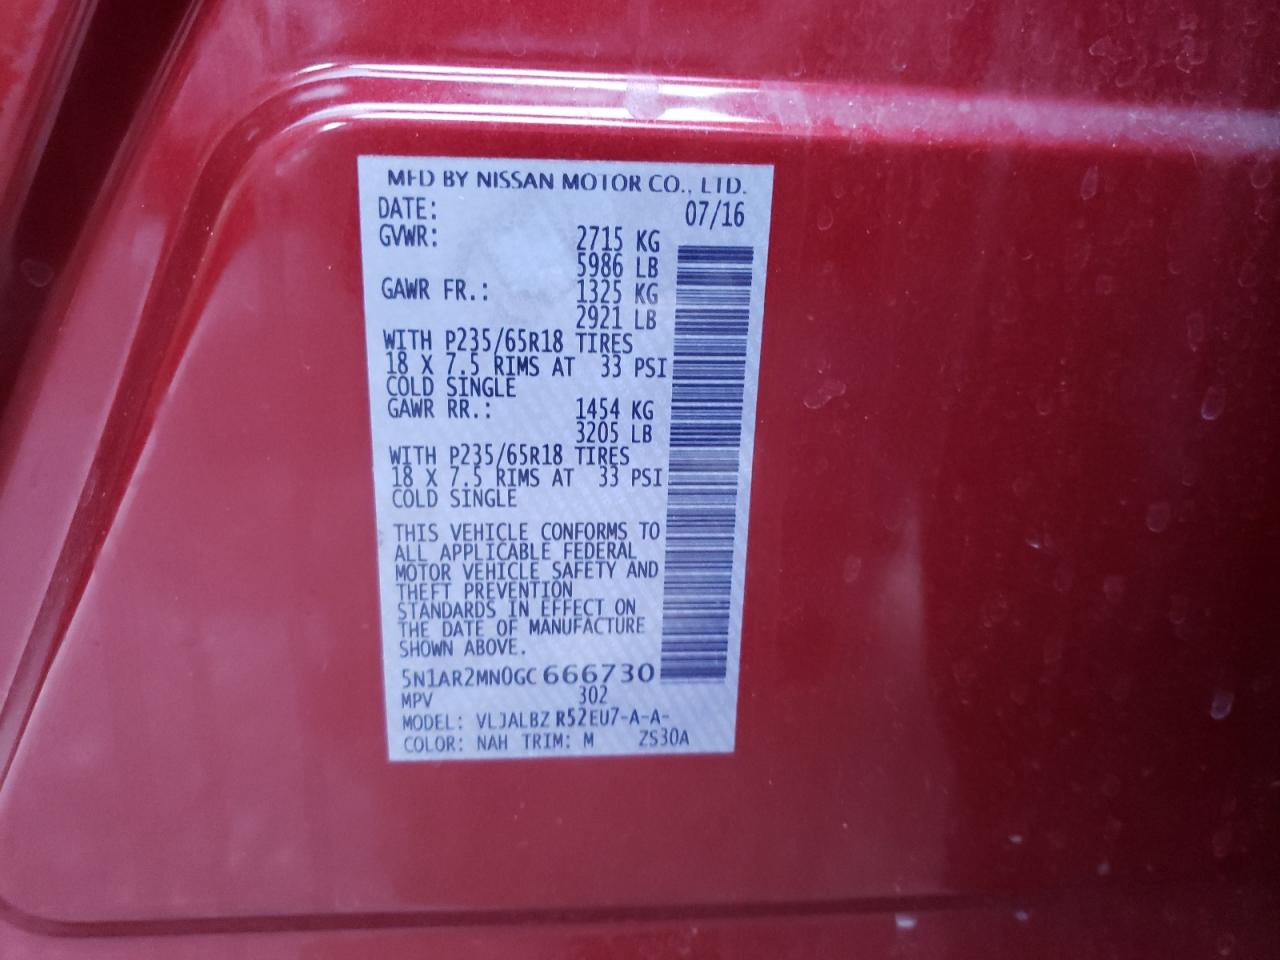 MFD BY NISSAN MOTOR CO., LTD.
DATE: 07/16
GVWR: 2715 KG
5986 LB
GAWR FR.: 1325 KG
2921 LB
WITH P235/65R18 TIRES
18 X 7.5 RIMS AT 33 PSI
COLD SINGLE
GAWR RR.: 1454 KG
3205 LB
WITH P235/65R18 TIRES
18 X 7.5 RIMS AT 33 PSI
COLD SINGLE
THIS VEHICLE CONFORMS TO
ALL APPLICABLE FEDERAL
MOTOR VEHICLE SAFETY AND
THEFT PREVENTION
STANDARDS IN EFFECT ON
THE DATE OF MANUFACTURE
SHOWN ABOVE.
5N1AR2MN0GC666730
MPV 302
MODEL: VLJALBZ R52EU7-A-A-
COLOR: NAH TRIM: M ZS30A